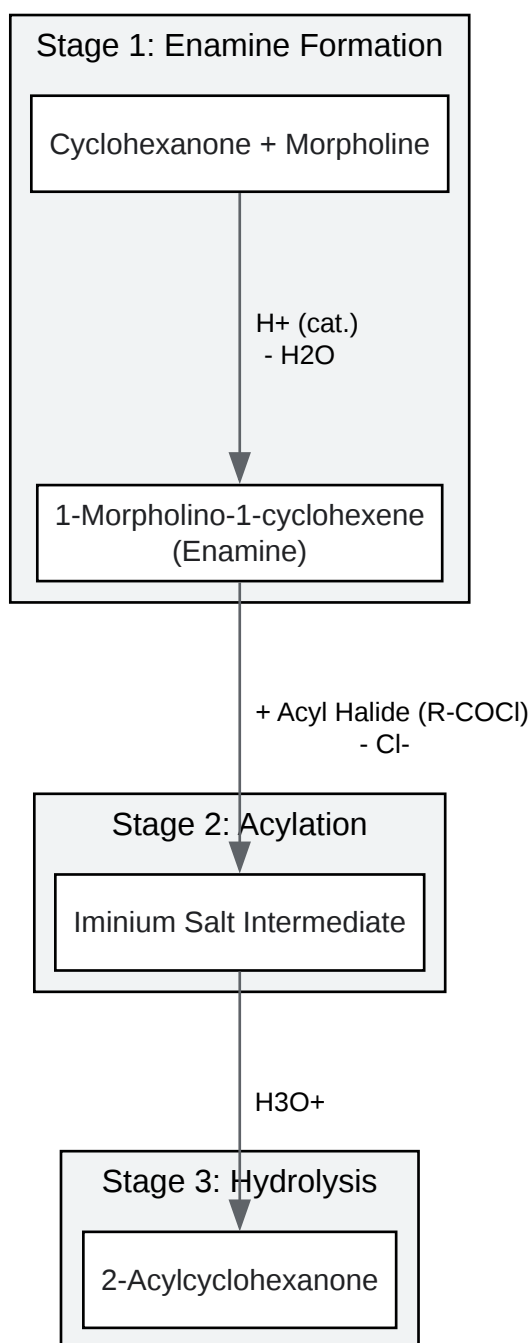 Stage 1: Enamine Formation
Cyclohexanone + Morpholine
H+ (cat.)
- H2O
1-Morpholino-1-cyclohexene
(Enamine)
+ Acyl Halide (R-COCl)
- Cl-
Stage 2: Acylation
Iminium Salt Intermediate
H3O+
Stage 3: Hydrolysis
2-Acylcyclohexanone